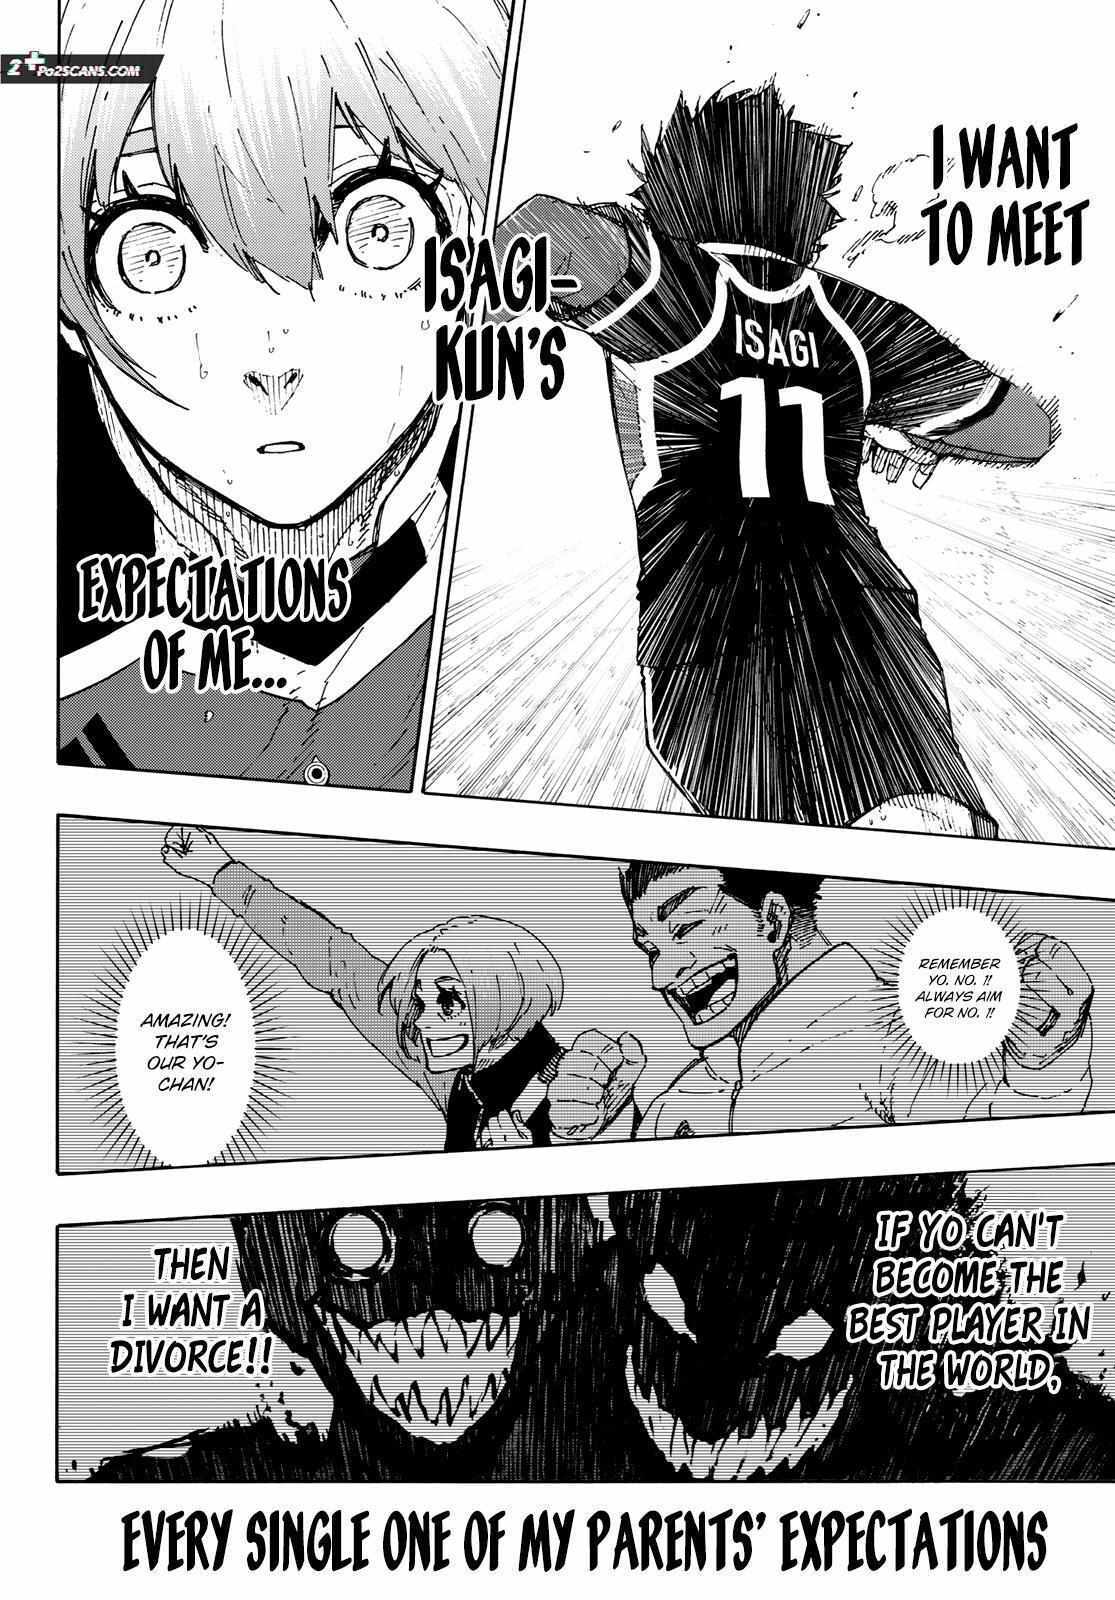 2+
Po2SCANS.COM
I WANT
TO MEET
ISAGI
11
ISAGI-
KUN'S
EXPECTATIONS
OF ME...
REMEMBER
YO. NO. 1!
ALWAYS AIM
FOR NO. 1!
AMAZING!
THAT'S
OUR YO-
CHAN!
IF YO CAN'T
BECOME THE
BEST PLAYER IN
THE WORLD,
THEN
I WANT A
DIVORCE!!
EVERY SINGLE ONE OF MY PARENTS' EXPECTATIONS